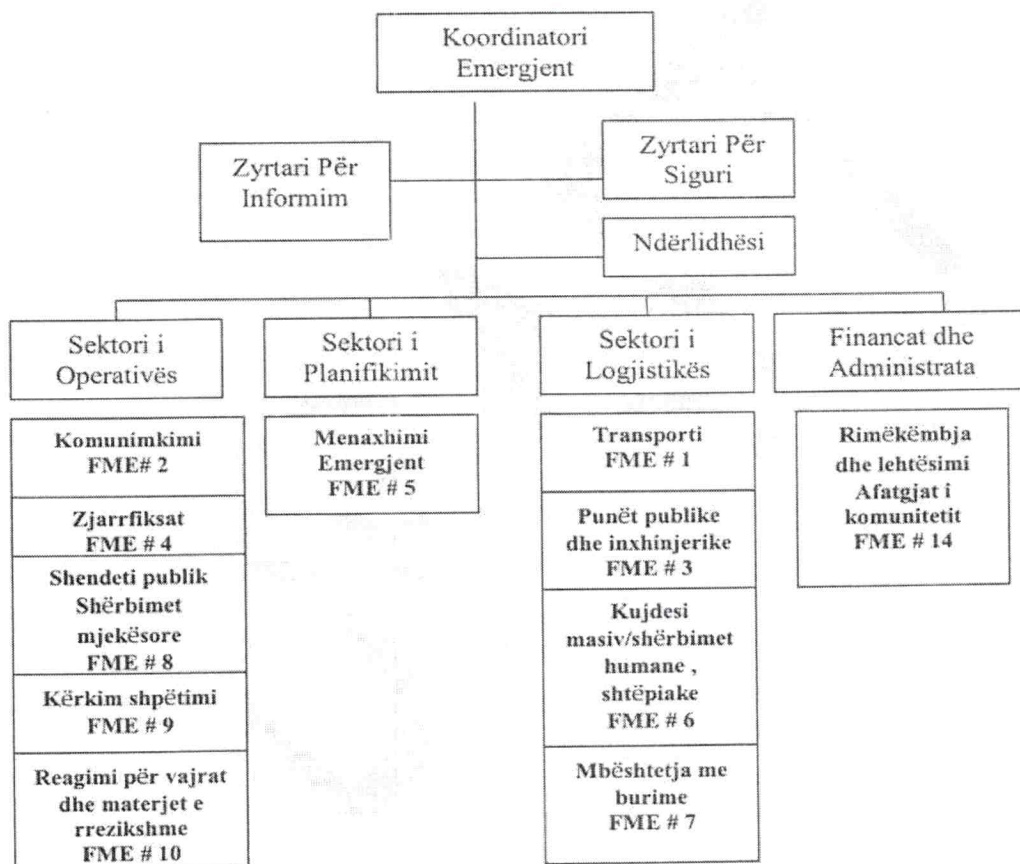 Koordinatori
Emergjent
Zyrtari Për
Informim
Zyrtari Për
Siguri
Ndërlidhësi
Sektori i
Operativës
Sektori i
Planifikimit
Sektori i
Logjistikës
Financat dhe
Administrata
Komunimkimi
FME# 2
Zjarrfiksat
FME # 4
Shendeti publik
Shërbimet
mjekësore
FME # 8
Kërkim shpëtimi
FME # 9
Reagimi për vajrat
dhe materjet e
rrezikshme
FME # 10
Menaxhimi
Emergjent
FME # 5
Transporti
FME # 1
Punët publike
dhe inxhinjerike
FME # 3
Kujdesi
masiv/shërbimet
humane ,
shtëpiake
FME # 6
Mbështetja me
burime
FME # 7
Rimëkëmbja
dhe lehtësimi
Afatgjat i
komunitetit
FME # 14